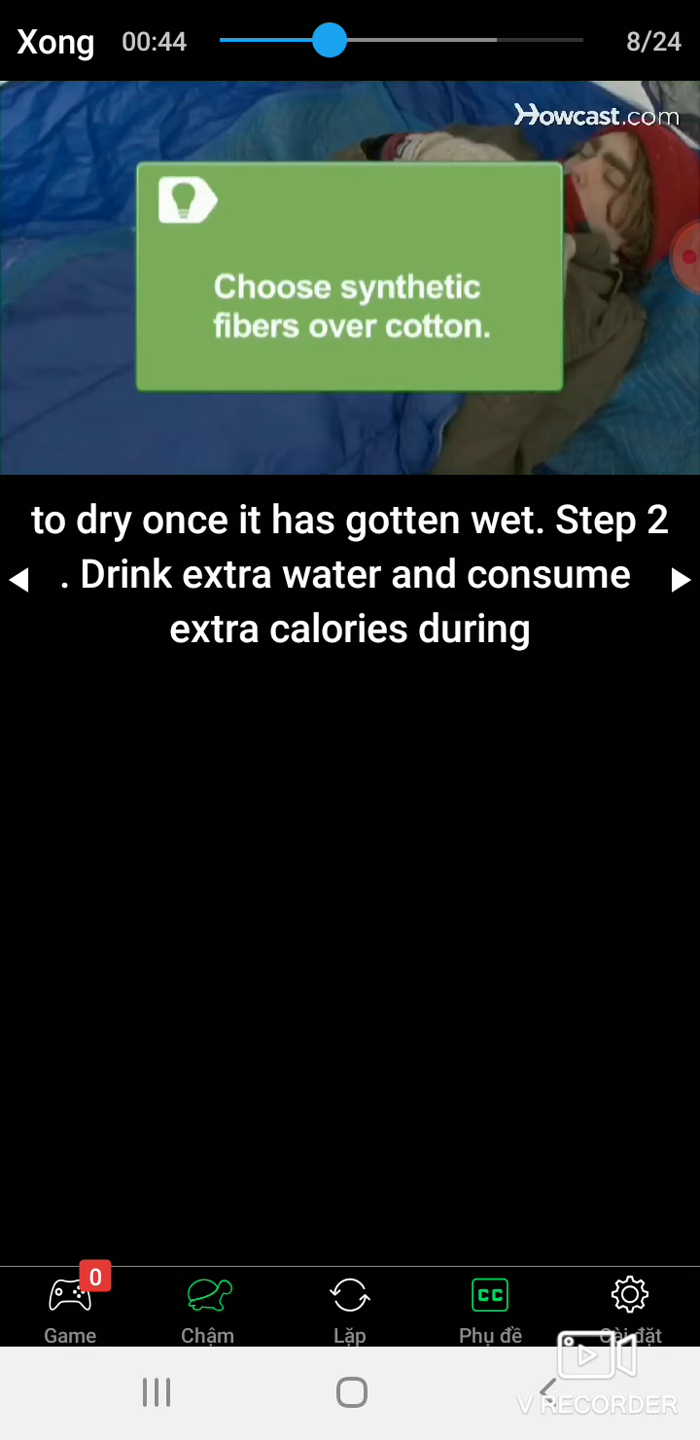 Xong 00:44 8/24
Howcast.com
Choose synthetic
fibers over cotton.
to dry once it has gotten wet. Step 2
. Drink extra water and consume
extra calories during
0
Game Chậm Lặp Phụ đề Cài đặt
CC
V RECORDER